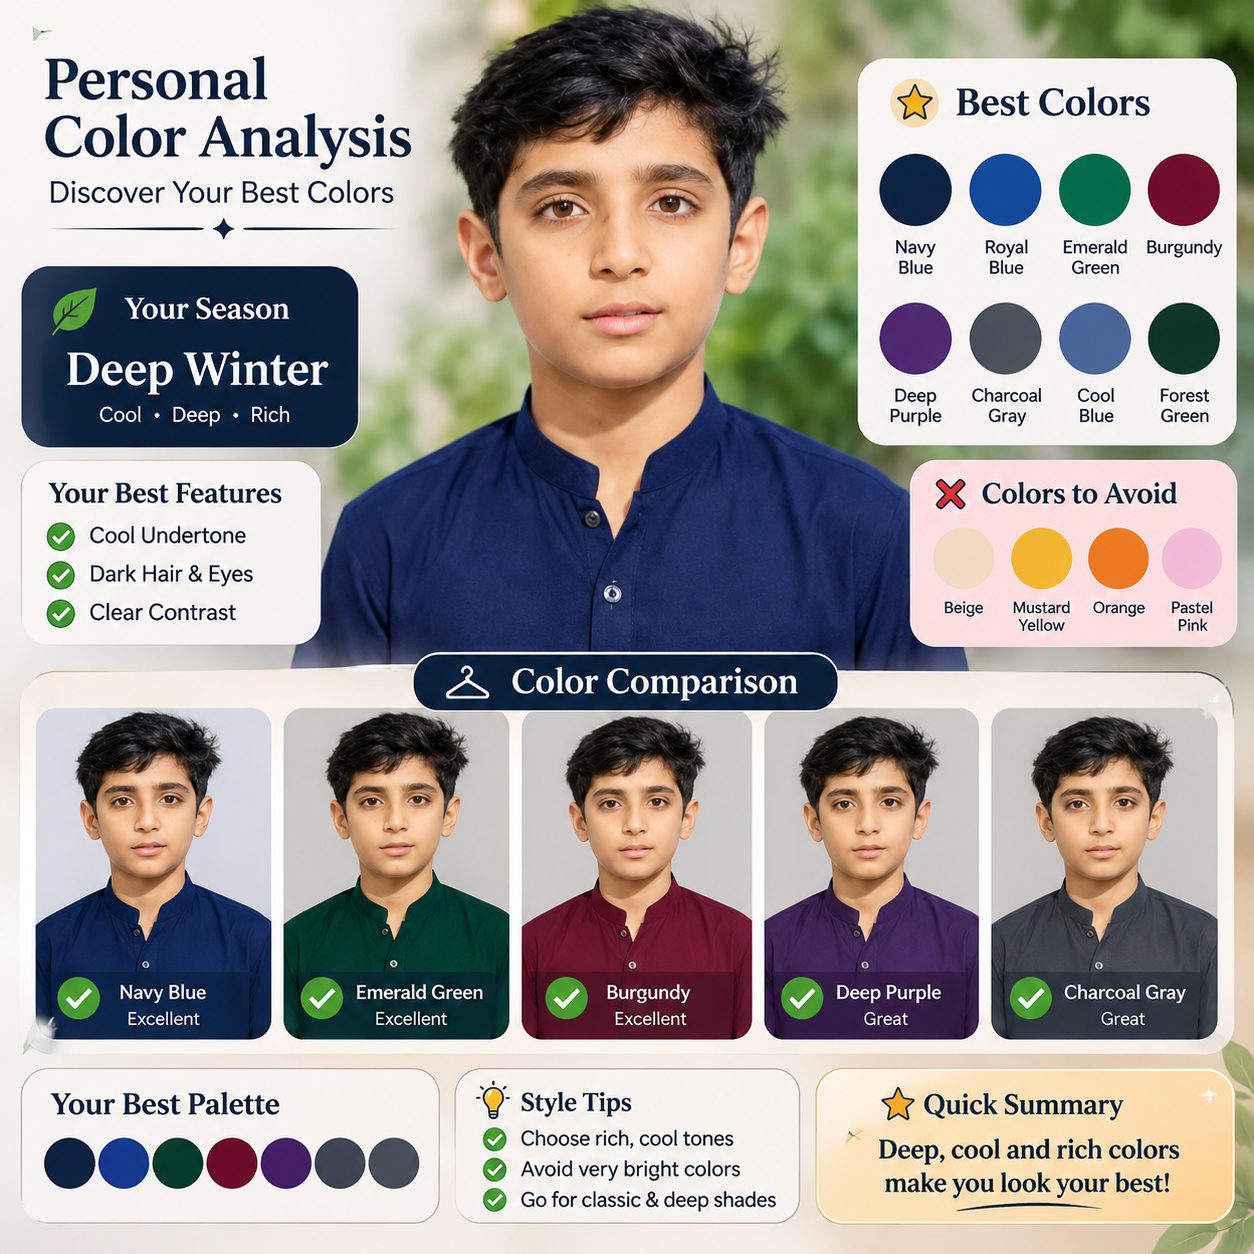 Personal
Color Analysis
Discover Your Best Colors
Your Season
Deep Winter
Cool • Deep • Rich
Your Best Features
Cool Undertone
Dark Hair & Eyes
Clear Contrast
Best Colors
Navy
Blue
Royal
Blue
Emerald
Green
Burgundy
Deep
Purple
Charcoal
Gray
Cool
Blue
Forest
Green
Colors to Avoid
Beige
Mustard
Yellow
Orange
Pastel
Pink
Color Comparison
Navy Blue
Excellent
Emerald Green
Excellent
Burgundy
Excellent
Deep Purple
Great
Charcoal Gray
Great
Your Best Palette
Style Tips
Choose rich, cool tones
Avoid very bright colors
Go for classic & deep shades
Quick Summary
Deep, cool and rich colors
make you look your best!